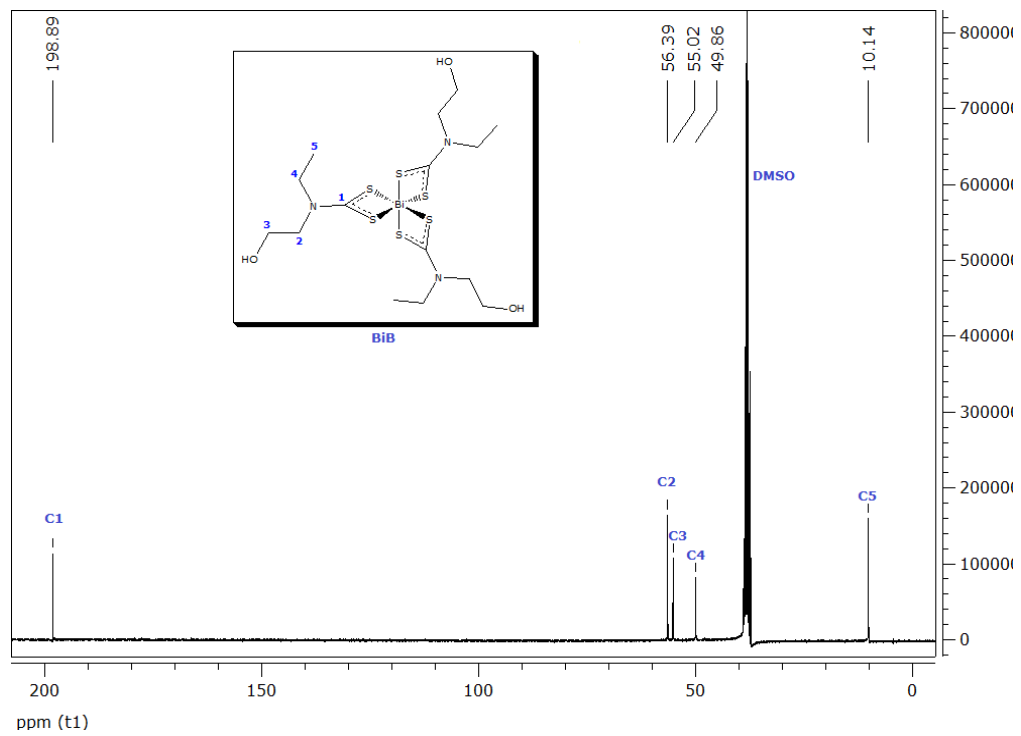 198.89
56.39
55.02
49.86
10.14
HO
N
S
S
5
4
S
S
1
N
Bi
3
2
S
S
HO
N
OH
BiB
DMSO
C1
C2
C3
C4
C5
800000
700000
600000
500000
400000
300000
200000
100000
0
200
150
100
50
0
ppm (t1)